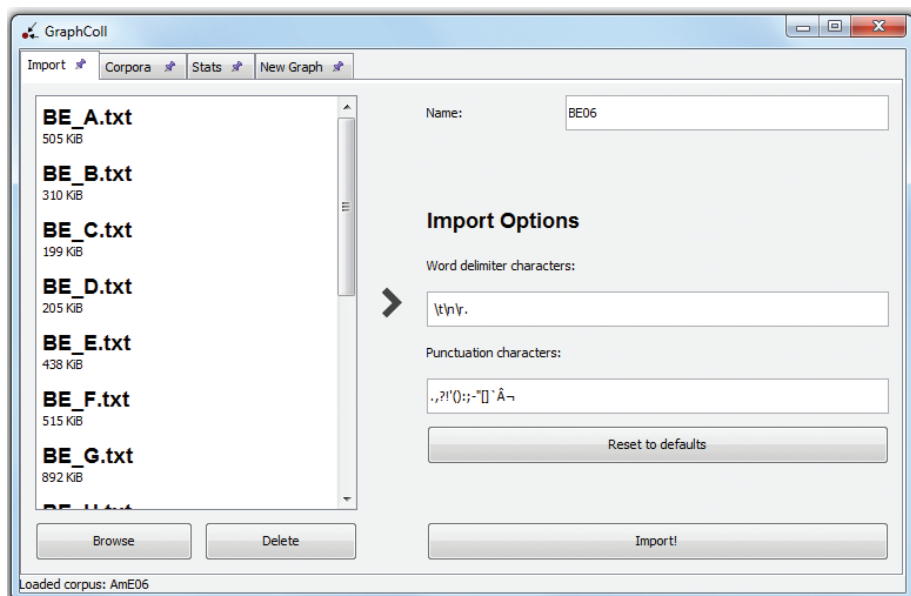 GraphColl
Import Corpora Stats New Graph
BE_A.txt
505 KiB
BE_B.txt
310 KiB
BE_C.txt
199 KiB
BE_D.txt
205 KiB
BE_E.txt
438 KiB
BE_F.txt
515 KiB
BE_G.txt
892 KiB
Browse Delete
Name: BE06
Import Options
Word delimiter characters:
\t\n\r.
Punctuation characters:
.,?!'():;-"[]`Â¬
Reset to defaults
Import!
Loaded corpus: AmE06